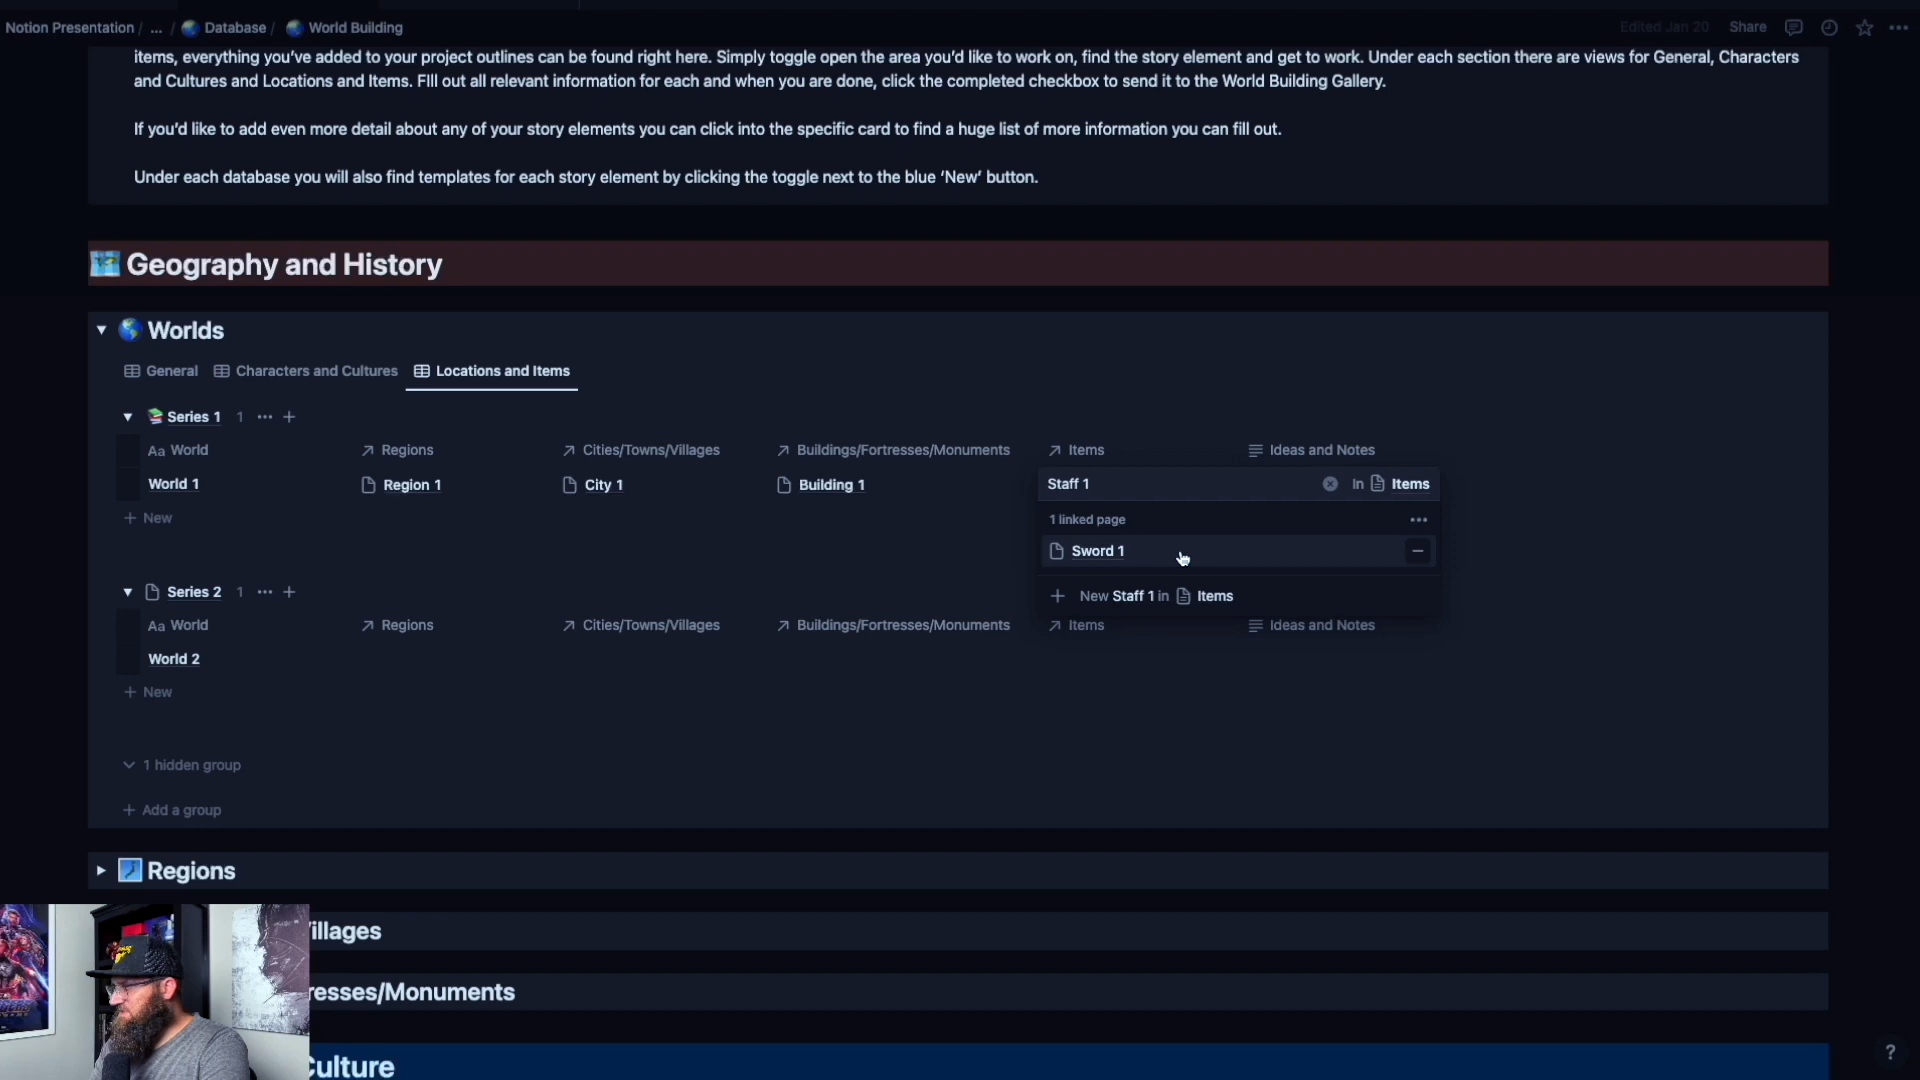 Notion Presentation / ... / Database / World Building
Edited Jan 20 Share
items, everything you've added to your project outlines can be found right here. Simply toggle open the area you'd like to work on, find the story element and get to work. Under each section there are views for General, Characters
and Cultures and Locations and Items. FIll out all relevant information for each and when you are done, click the completed checkbox to send it to the World Building Gallery.
If you'd like to add even more detail about any of your story elements you can click into the specific card to find a huge list of more information you can fill out.
Under each database you will also find templates for each story element by clicking the toggle next to the blue 'New' button.
Geography and History
Worlds
General Characters and Cultures Locations and Items
Series 1 1 ... +
Aa World Regions Cities/Towns/Villages Buildings/Fortresses/Monuments Items Ideas and Notes
World 1 Region 1 City 1 Building 1 Staff 1 In Items
+ New
1 linked page ...
Sword 1
Series 2 1 ... +
+ New Staff 1 in Items
Aa World Regions Cities/Towns/Villages Buildings/Fortresses/Monuments Items Ideas and Notes
World 2
+ New
1 hidden group
+ Add a group
Regions
illages
resses/Monuments
Culture
?